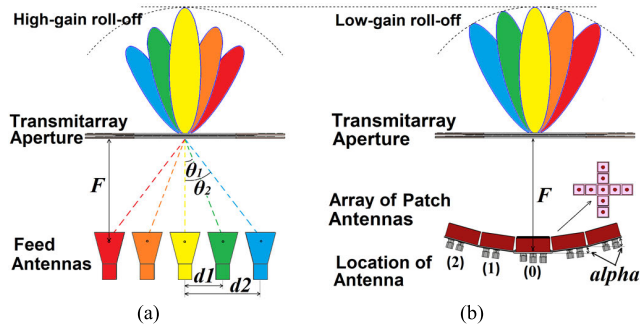 High-gain roll-off
Transmitarray
Aperture
F
θ1
θ2
Feed
Antennas
d1
d2
(a)
Low-gain roll-off
Transmitarray
Aperture
F
Array of Patch
Antennas
Location of
Antenna
(2)
(1)
(0)
alpha
(b)